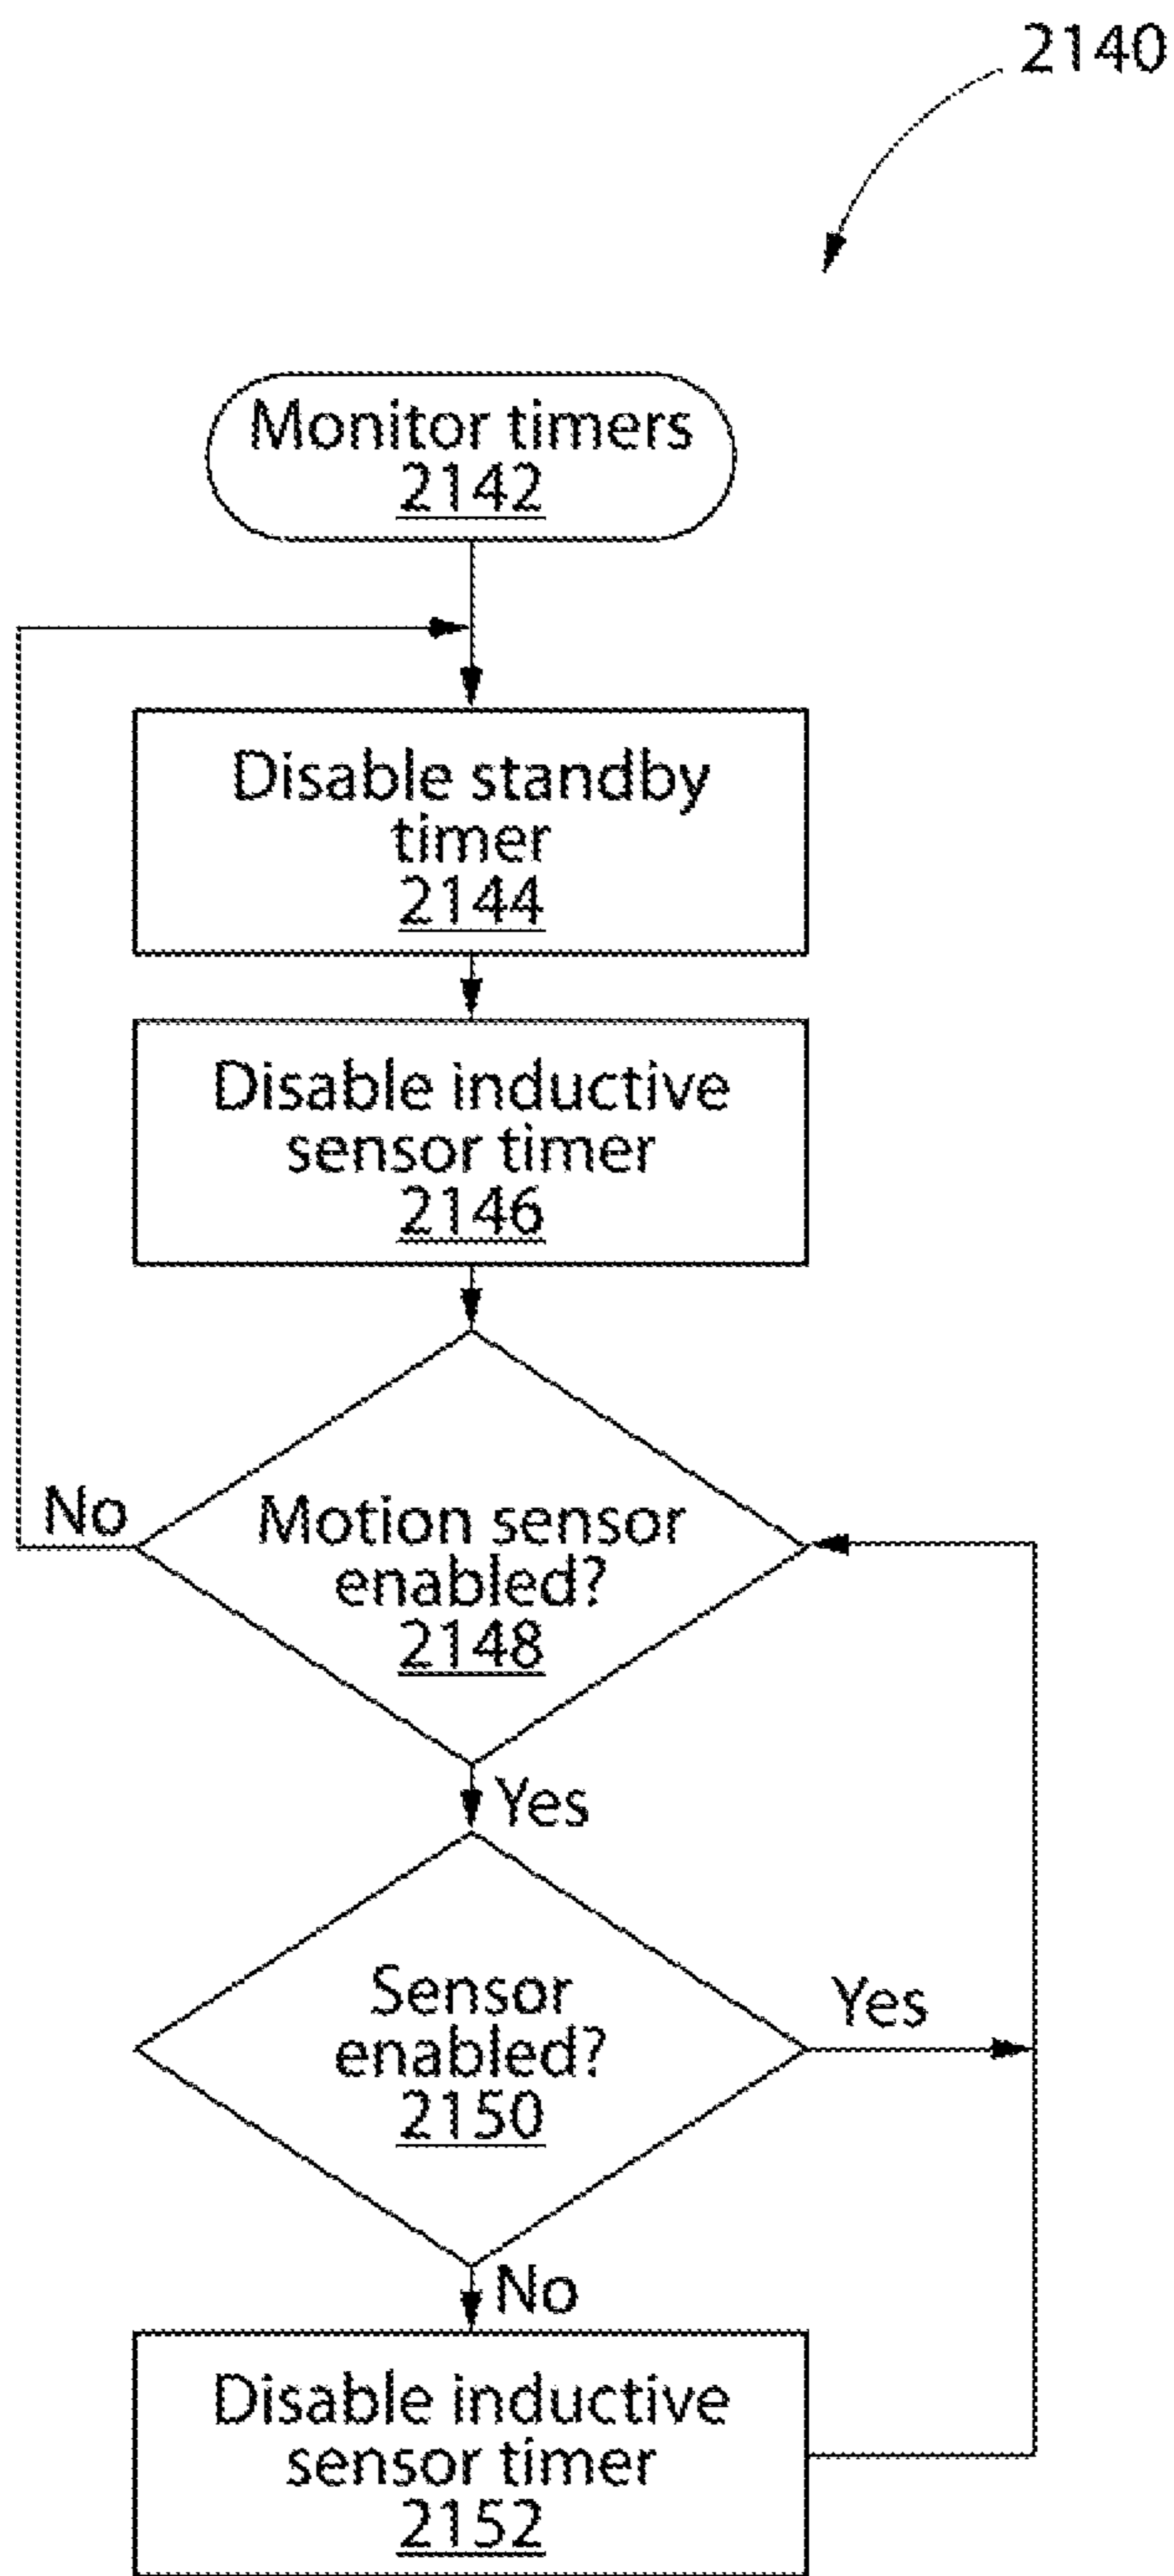 2140
Monitor timers
2142
Disable standby
timer
2144
Disable inductive
sensor timer
2146
No
Motion sensor
enabled?
2148
Yes
Sensor
enabled?
2150
Yes
No
Disable inductive
sensor timer
2152